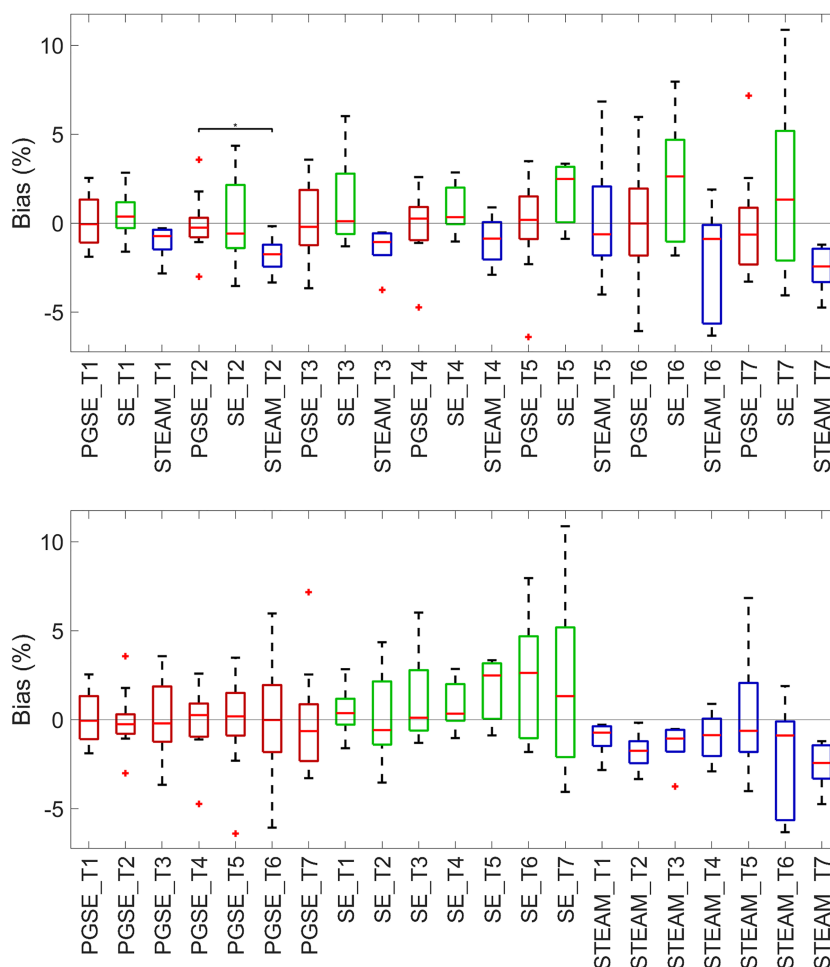 10
5
0
-5
Bias (%)
*
PGSE_T1
SE_T1
STEAM_T1
PGSE_T2
SE_T2
STEAM_T2
PGSE_T3
SE_T3
STEAM_T3
PGSE_T4
SE_T4
STEAM_T4
PGSE_T5
SE_T5
STEAM_T5
PGSE_T6
SE_T6
STEAM_T6
PGSE_T7
SE_T7
STEAM_T7
10
5
0
-5
Bias (%)
PGSE_T1
PGSE_T2
PGSE_T3
PGSE_T4
PGSE_T5
PGSE_T6
PGSE_T7
SE_T1
SE_T2
SE_T3
SE_T4
SE_T5
SE_T6
SE_T7
STEAM_T1
STEAM_T2
STEAM_T3
STEAM_T4
STEAM_T5
STEAM_T6
STEAM_T7